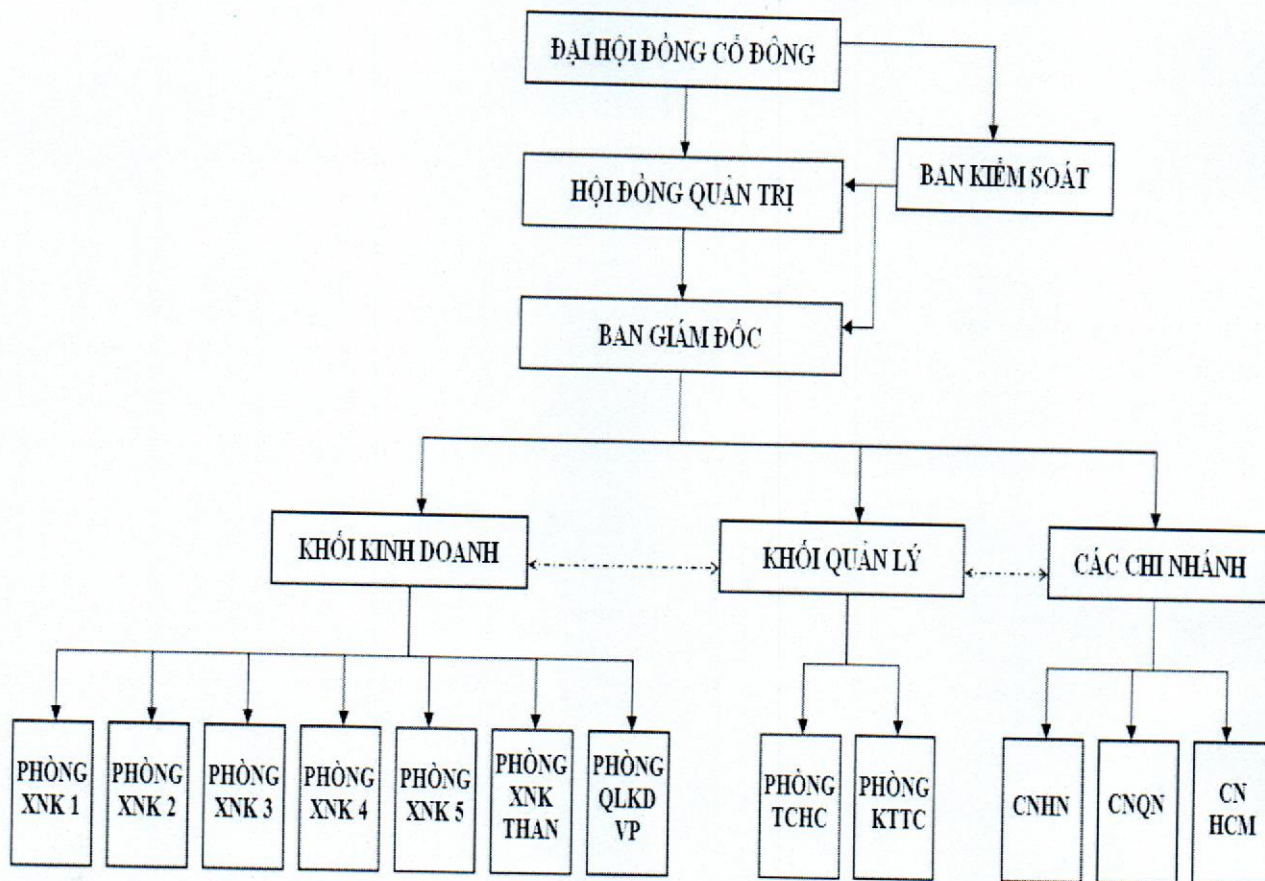 ĐẠI HỘI ĐỒNG CỔ ĐÔNG
BAN KIỂM SOÁT
HỘI ĐỒNG QUẢN TRỊ
BAN GIÁM ĐỐC
KHỐI KINH DOANH
KHỐI QUẢN LÝ
CÁC CHI NHÁNH
PHÒNG
XNK 1
PHÒNG
XNK 2
PHÒNG
XNK 3
PHÒNG
XNK 4
PHÒNG
XNK 5
PHÒNG
XNK
THAN
PHÒNG
QLKD
VP
PHÒNG
TCHC
PHÒNG
KTTC
CNHN
CNQN
CN
HCM